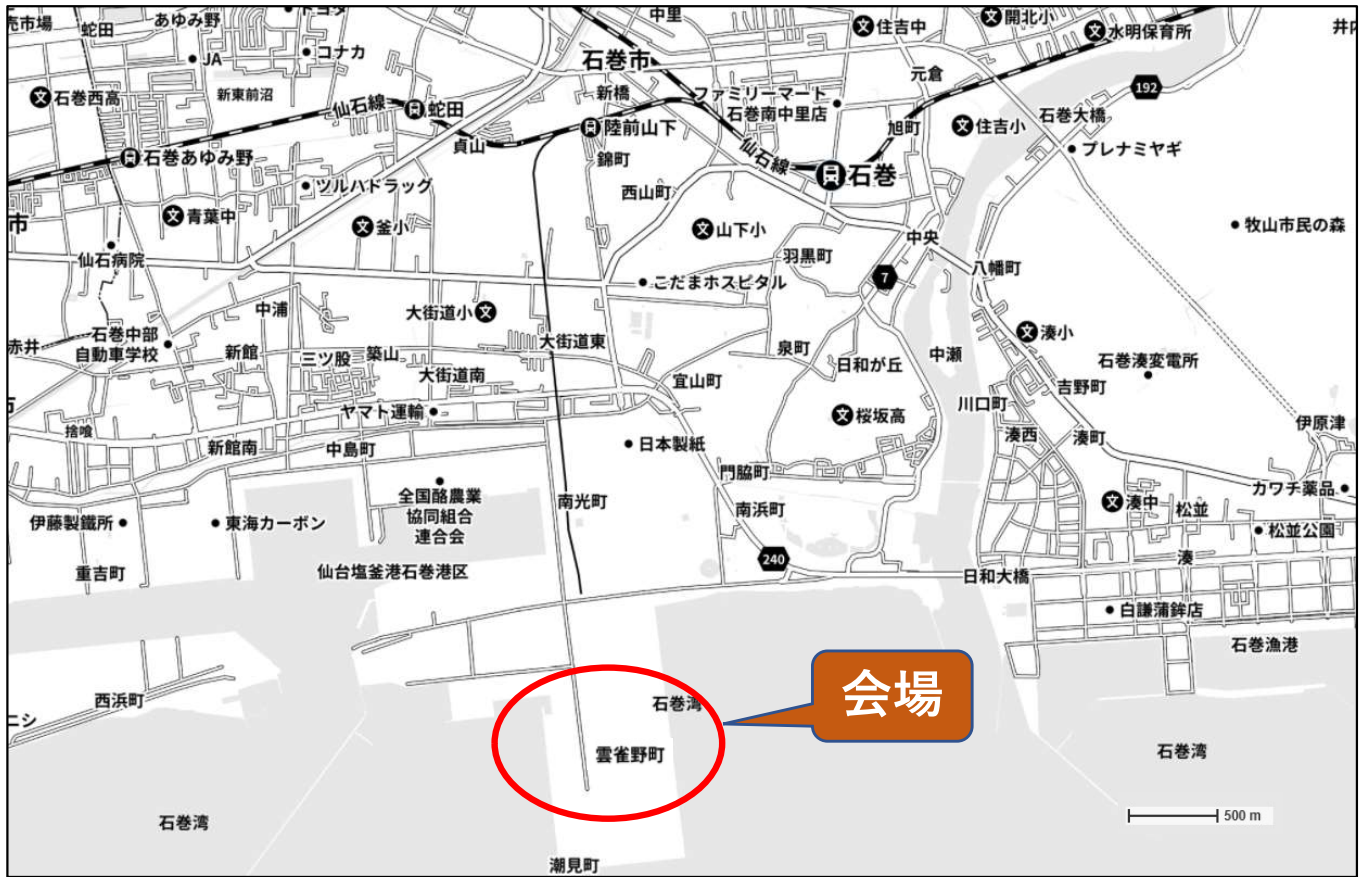 売市場
蛇田
あゆみ野
トヨタ
JA
コナカ
新東前沼
石巻西高
中里
住吉中
開北小
水明保育所
井内
石巻市
新橋
ファミリーマート
石巻南中里店
元倉
192
石巻大橋
住吉小
旭町
プレナミヤギ
仙石線
蛇田
陸前山下
貞山
錦町
仙石線
石巻
石巻あゆみ野
ツルハドラッグ
西山町
青葉中
釜小
山下小
牧山市民の森
市
中央
羽黒町
仙石病院
こだまホスピタル
7
八幡町
中浦
大街道小
石巻中部
自動車学校
赤井
新館
三ツ股
築山
大街道東
大街道南
泉町
日和が丘
中瀬
湊小
石巻湊変電所
宜山町
吉野町
ヤマト運輸
桜坂高
川口町
伊原津
捨喰
新館南
中島町
日本製紙
湊西
湊町
門脇町
全国酪農業
協同組合
連合会
南光町
南浜町
カワチ薬品
湊中
松並
松並公園
伊藤製鐵所
東海カーボン
重吉町
仙台塩釜港石巻港区
240
日和大橋
湊
白謙蒲鉾店
石巻漁港
会場
西浜町
ニシ
石巻湾
雲雀野町
石巻湾
石巻湾
500 m
潮見町